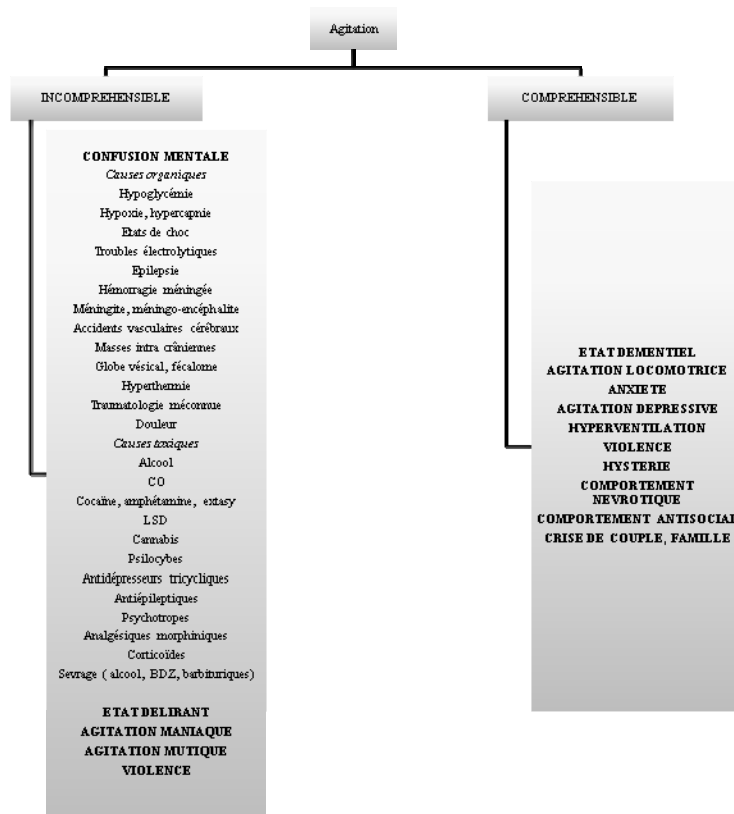 Agitation
INCOMPREHENSIBLE
COMPREHENSIBLE
CONFUSION MENTALE
Causes organiques
Hypoglycémie
Hypoxie, hypercapnie
Etats de choc
Troubles électrolytiques
Epilepsie
Hémorragie méningée
Méningite, méningo-encéphalite
Accidents vasculaires cérébraux
Masses intra crâniennes
Globe vésical, fécalome
Hyperthermie
Traumatologie méconnue
Douleur
Causes toxiques
Alcool
CO
Cocaïne, amphétamine, extasy
LSD
Cannabis
Psilocybes
Antidépresseurs tricycliques
Antiépileptiques
Psychotropes
Analgésiques morphiniques
Corticoïdes
Sevrage ( alcool, BDZ, barbituriques)
ETAT DELIRANT
AGITATION MANIAQUE
AGITATION MUTIQUE
VIOLENCE
ETAT DEMENTIEL
AGITATION LOCOMOTRICE
ANXIETE
AGITATION DEPRESSIVE
HYPERVENTILATION
VIOLENCE
HYSTERIE
COMPORTEMENT
NEVROTIQUE
COMPORTEMENT ANTISOCIAL
CRISE DE COUPLE, FAMILLE